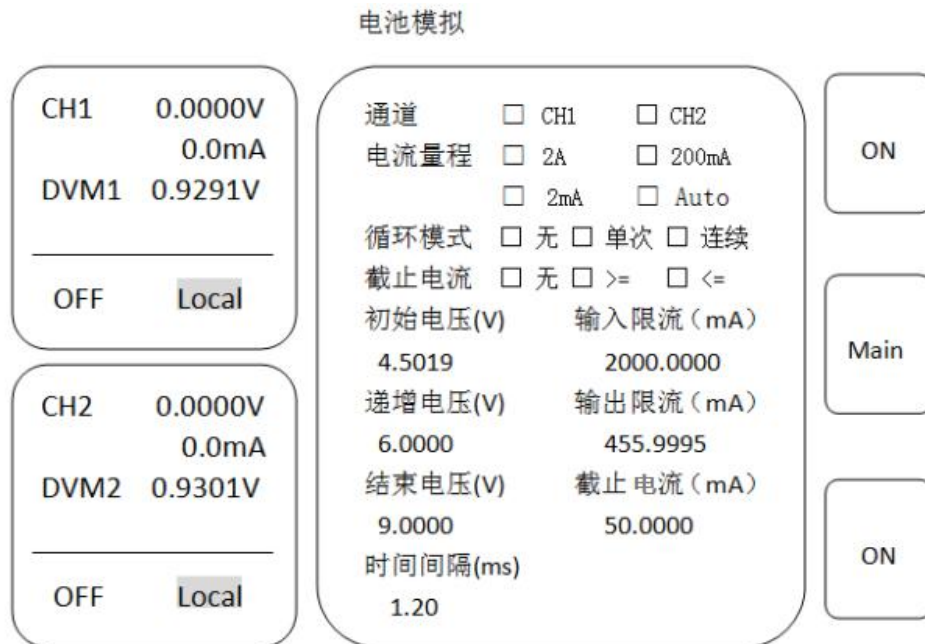 电池模拟
CH1 0.0000V
0.0mA
DVM1 0.9291V
OFF Local
CH2 0.0000V
0.0mA
DVM2 0.9301V
OFF Local
通道 □ CH1 □ CH2
电流量程 □ 2A □ 200mA
□ 2mA □ Auto
循环模式 □ 无 □ 单次 □ 连续
截止电流 □ 无 □ >= □ <=
初始电压(V) 输入限流（mA）
4.5019 2000.0000
递增电压(V) 输出限流（mA）
6.0000 455.9995
结束电压(V) 截止电流（mA）
9.0000 50.0000
时间间隔(ms)
1.20
ON
Main
ON